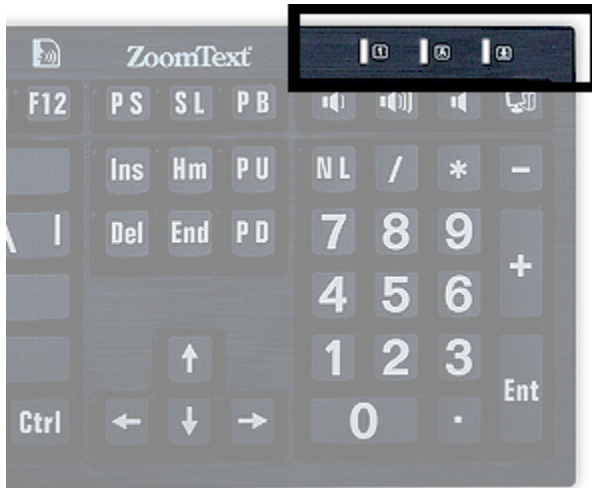 ZoomText 1 A
F12 PS SL PB
Ins Hm PU NL / * -
\ | Del End PD 7 8 9 +
4 5 6
↑ 1 2 3 Ent
Ctrl ← ↓ → 0 .